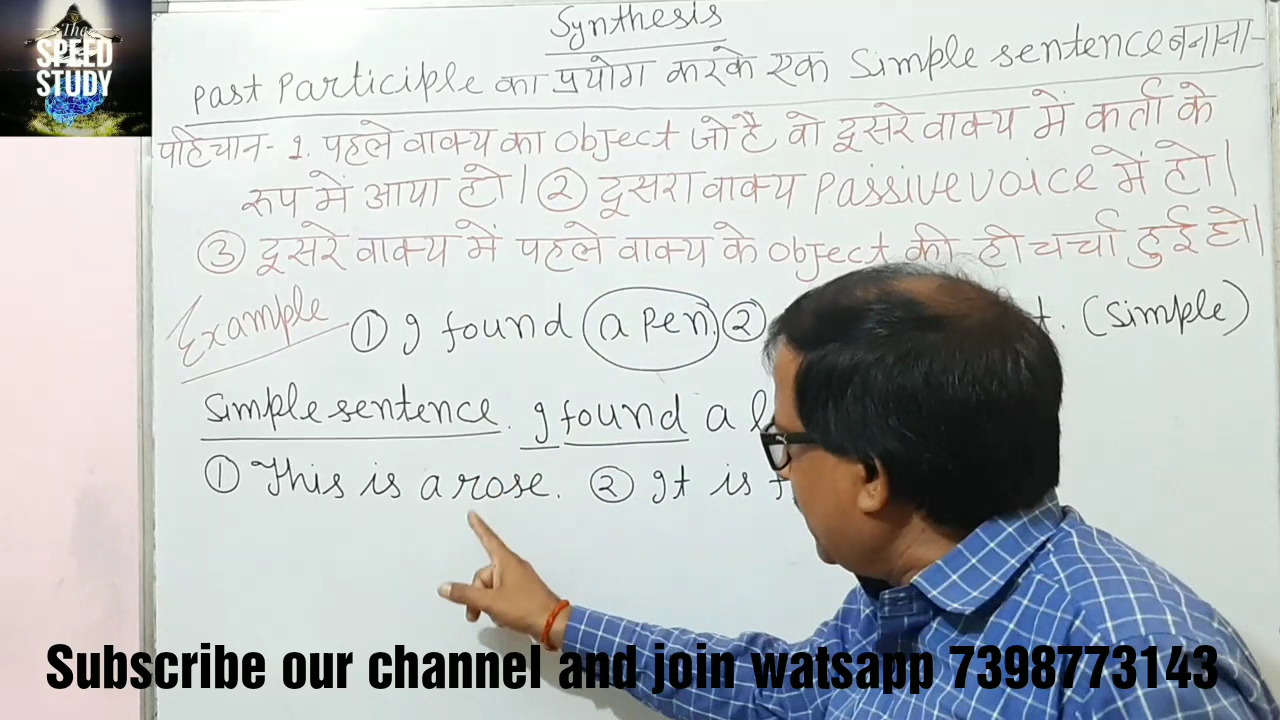 The
SPEED
STUDY
Synthesis
Past Participle का प्रयोग करके एक Simple sentence बनाना-
पहिचान- 1. पहले वाक्य का object जो है वो दूसरे वाक्य में कर्ता के
रूप में आया हो। ② दूसरा वाक्य Passive voice में हो।
③ दूसरे वाक्य में पहले वाक्य के object की ही चर्चा हुई हो।
Example ① I found a pen. ② t. (Simple)
Simple sentence. I found a
① This is a rose. ② It is
Subscribe our channel and join watsapp 7398773143